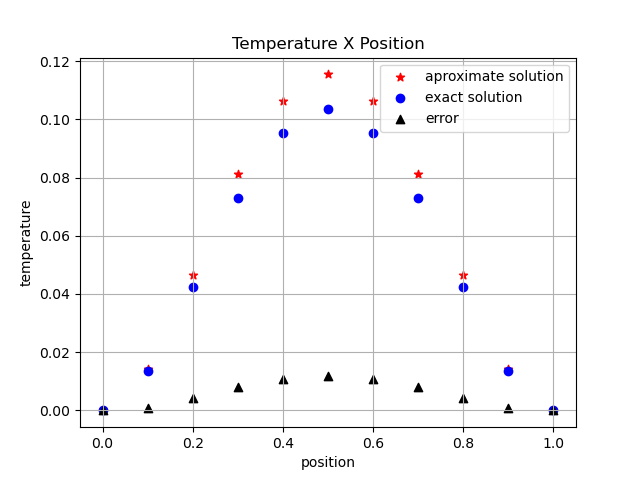 Temperature X Position
aproximate solution
exact solution
error
temperature
0.12
0.10
0.08
0.06
0.04
0.02
0.00
0.0 0.2 0.4 0.6 0.8 1.0
position